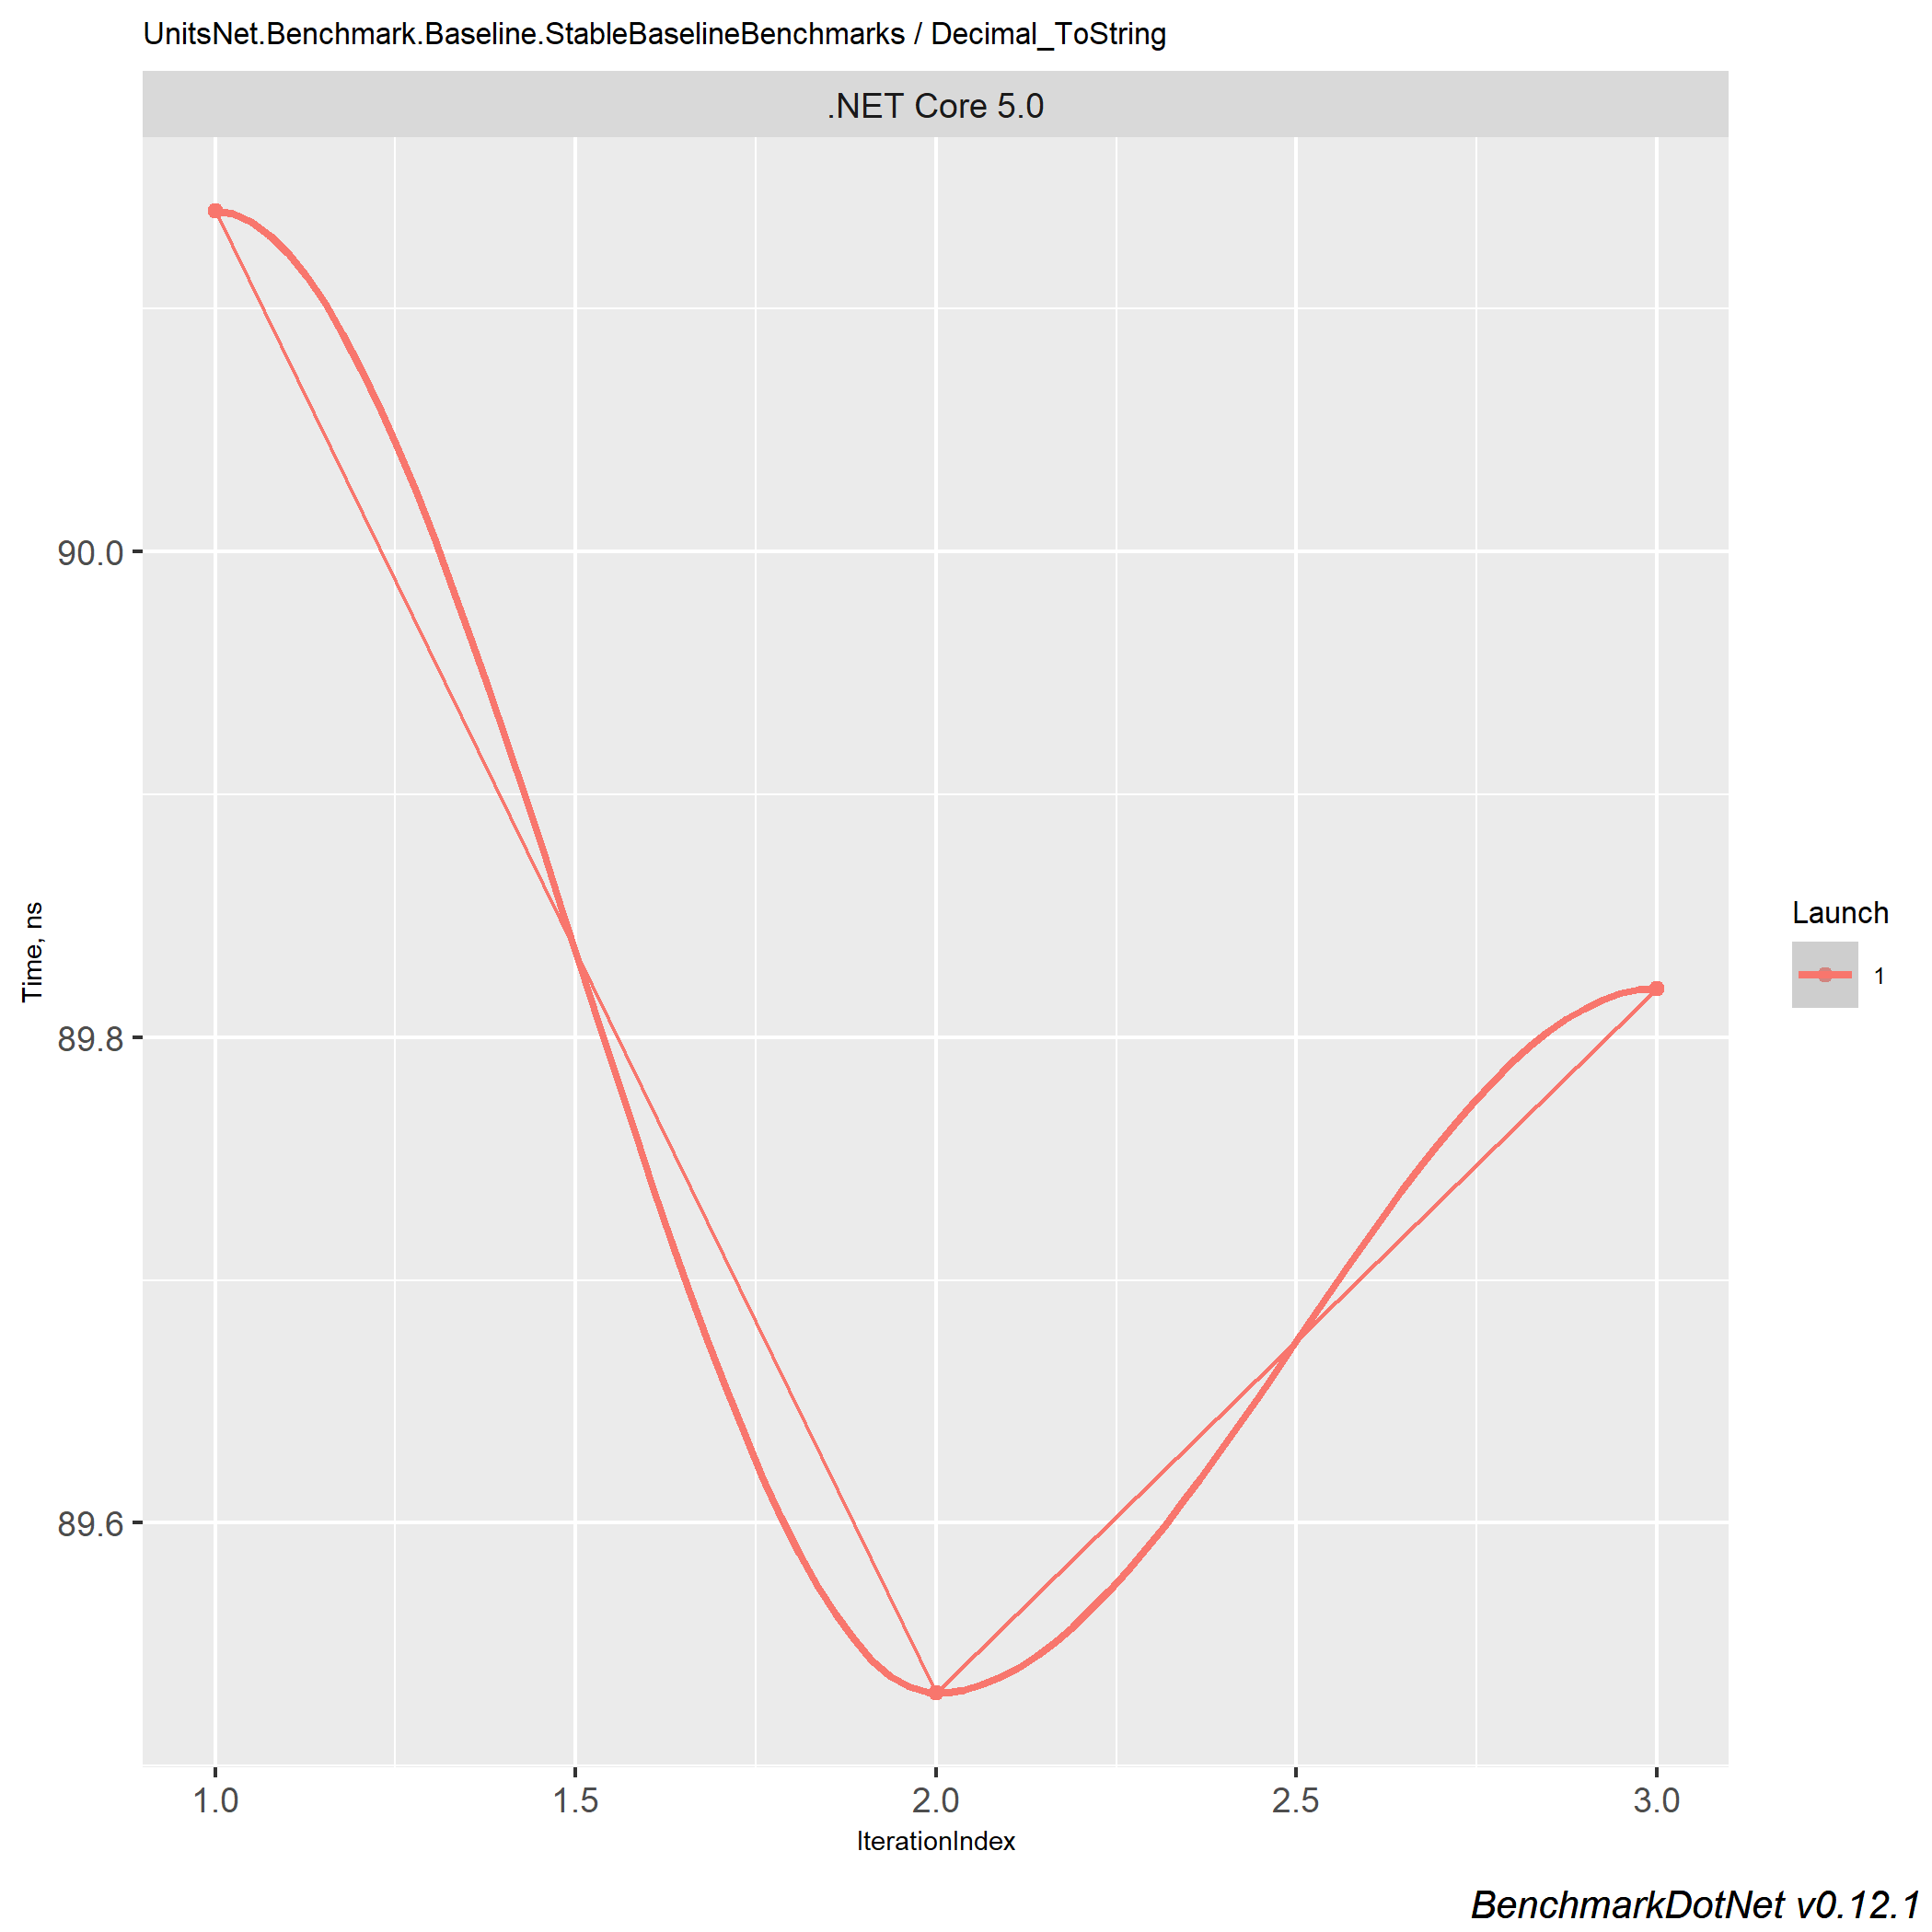 UnitsNet.Benchmark.Baseline.StableBaselineBenchmarks / Decimal_ToString
.NET Core 5.0
90.0
89.8
89.6
Time, ns
1.0 1.5 2.0 2.5 3.0
IterationIndex
Launch
1
BenchmarkDotNet v0.12.1